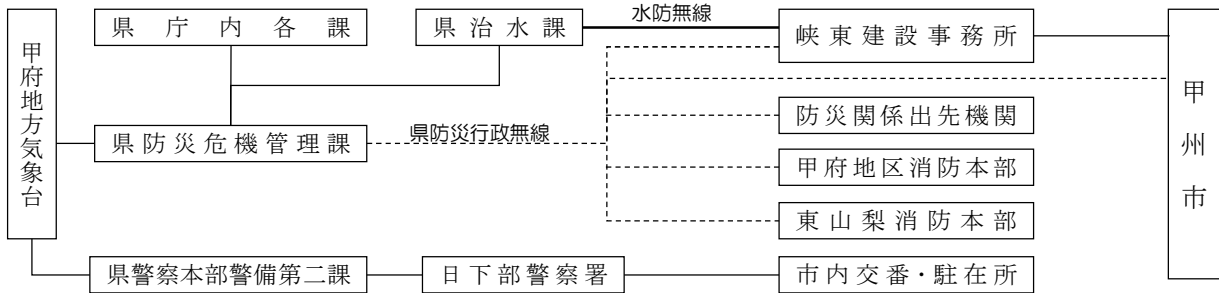 甲府地方気象台
県庁内各課
県治水課
水防無線
峡東建設事務所
甲州市
防災関係出先機関
県防災危機管理課
県防災行政無線
甲府地区消防本部
東山梨消防本部
県警察本部警備第二課
日下部警察署
市内交番・駐在所